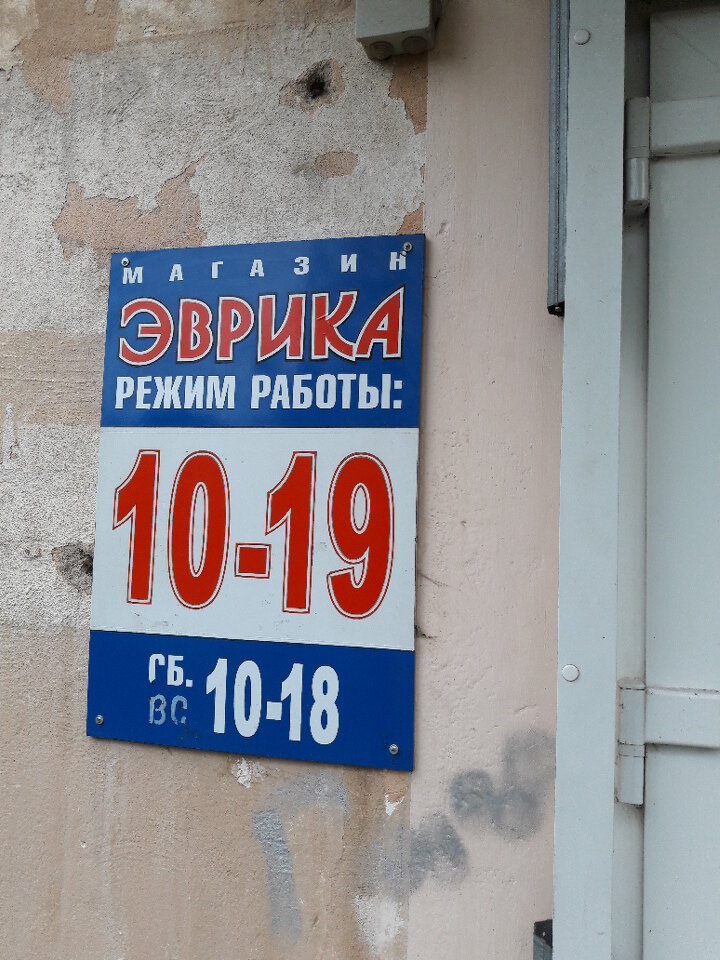 МАГАЗИН
ЭВРИКА
РЕЖИМ РАБОТЫ:
10-19
СБ. 10-18
ВС